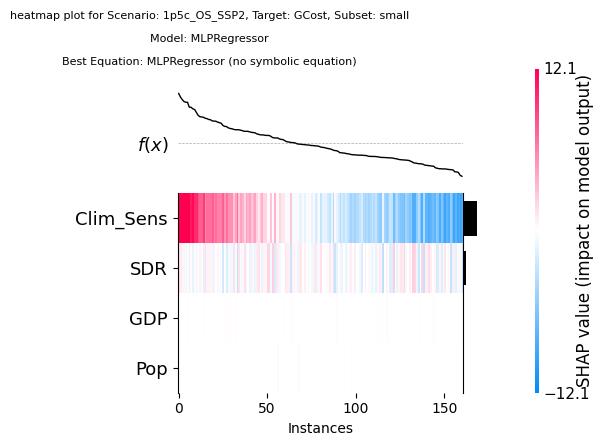 heatmap plot for Scenario: 1p5c_OS_SSP2, Target: GCost, Subset: small
Model: MLPRegressor
Best Equation: MLPRegressor (no symbolic equation)
f(x)
Clim_Sens
SDR
GDP
Pop
0 50 100 150
Instances
12.1
SHAP value (impact on model output)
−12.1